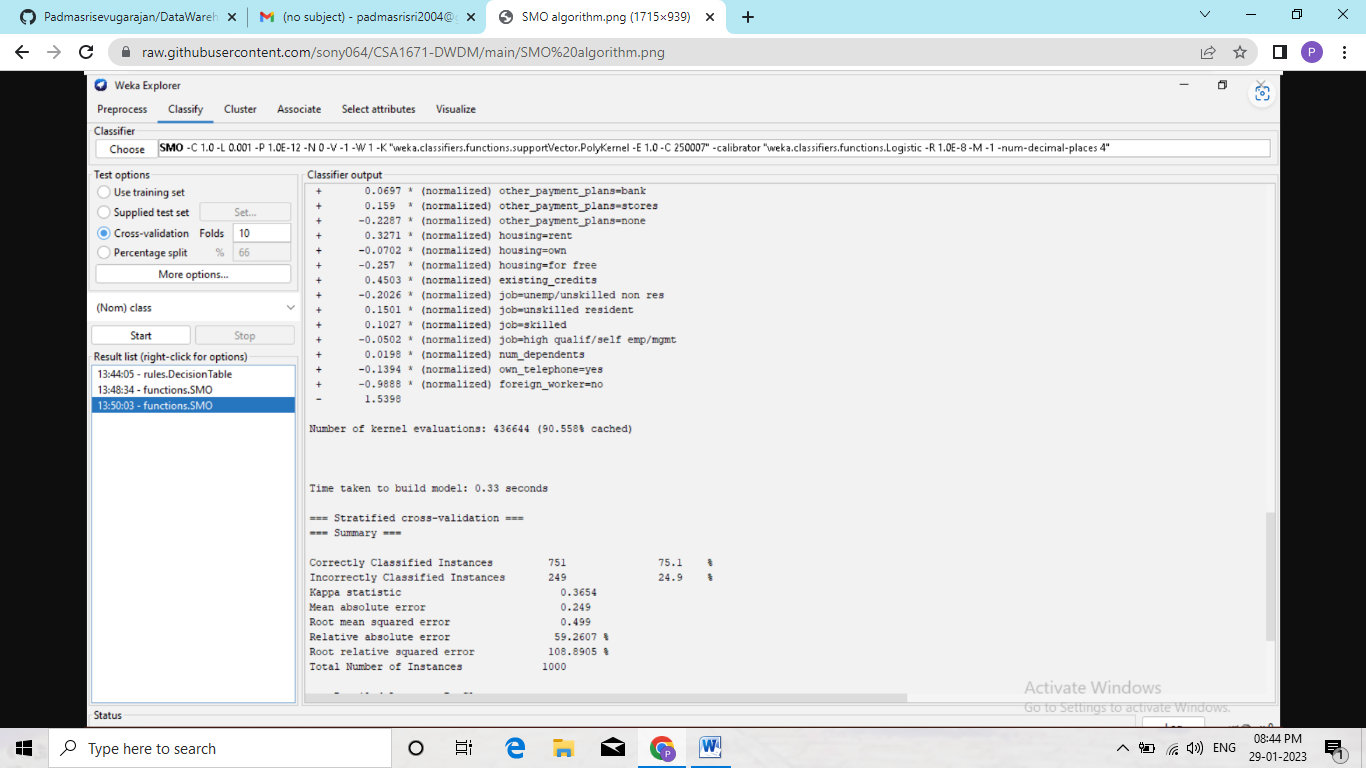 Padmasrisevugarajan/DataWareh
(no subject) - padmasrisri2004@g
SMO algorithm.png (1715×939)
raw.githubusercontent.com/sony064/CSA1671-DWDM/main/SMO%20algorithm.png
P
Weka Explorer
Preprocess Classify Cluster Associate Select attributes Visualize
Classifier
Choose SMO -C 1.0 -L 0.001 -P 1.0E-12 -N 0 -V -1 -W 1 -K "weka.classifiers.functions.supportVector.PolyKernel -E 1.0 -C 250007" -calibrator "weka.classifiers.functions.Logistic -R 1.0E-8 -M -1 -num-decimal-places 4"
Test options
Use training set
Supplied test set Set...
Cross-validation Folds 10
Percentage split % 66
More options...
(Nom) class
Start Stop
Result list (right-click for options)
13:44:05 - rules.DecisionTable
13:48:34 - functions.SMO
13:50:03 - functions.SMO
Classifier output
+ 0.0697 * (normalized) other_payment_plans=bank
+ 0.159 * (normalized) other_payment_plans=stores
+ -0.2287 * (normalized) other_payment_plans=none
+ 0.3271 * (normalized) housing=rent
+ -0.0702 * (normalized) housing=own
+ -0.257 * (normalized) housing=for free
+ 0.4503 * (normalized) existing_credits
+ -0.2026 * (normalized) job=unemp/unskilled non res
+ 0.1501 * (normalized) job=unskilled resident
+ 0.1027 * (normalized) job=skilled
+ -0.0502 * (normalized) job=high qualif/self emp/mgmt
+ 0.0198 * (normalized) num_dependents
+ -0.1394 * (normalized) own_telephone=yes
+ -0.9888 * (normalized) foreign_worker=no
- 1.5398
Number of kernel evaluations: 436644 (90.558% cached)
Time taken to build model: 0.33 seconds
=== Stratified cross-validation ===
=== Summary ===
Correctly Classified Instances 751 75.1 %
Incorrectly Classified Instances 249 24.9 %
Kappa statistic 0.3654
Mean absolute error 0.249
Root mean squared error 0.499
Relative absolute error 59.2607 %
Root relative squared error 108.8905 %
Total Number of Instances 1000
Activate Windows
Go to Settings to activate Windows.
Status
Type here to search
ENG
08:44 PM
29-01-2023
1